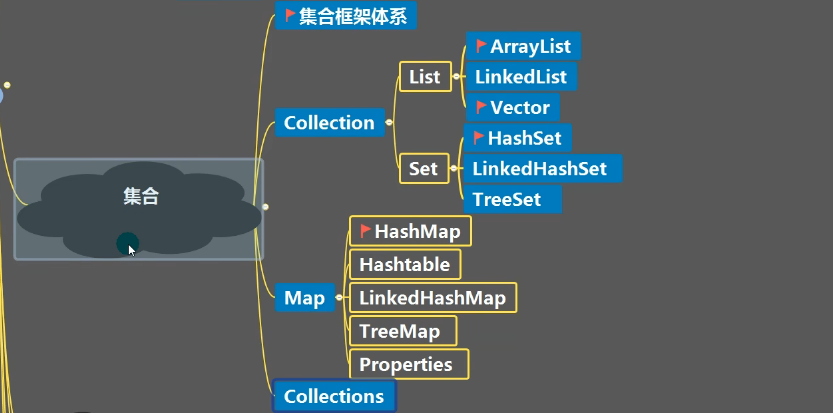 集合框架体系
ArrayList
List
LinkedList
Vector
Collection
HashSet
Set
LinkedHashSet
TreeSet
集合
HashMap
Hashtable
Map
LinkedHashMap
TreeMap
Properties
Collections